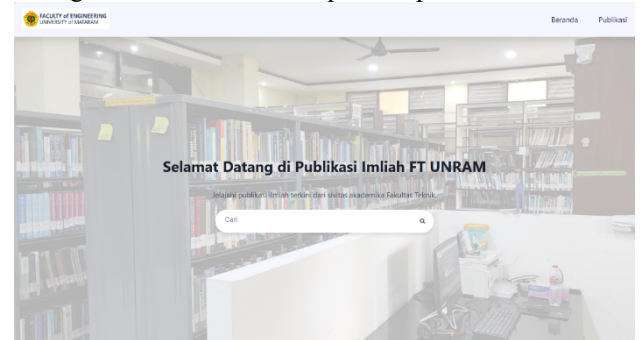 FACULTY of ENGINEERING
UNIVERSITY of MATARAM
Beranda Publikasi
Selamat Datang di Publikasi Imliah FT UNRAM
Jelajahi publikasi ilmiah terkini dari sivitas akademika Fakultas Teknik.
Cari